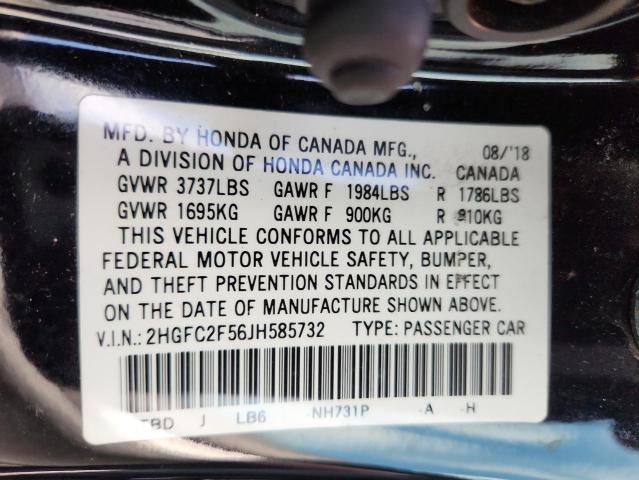 MFD. BY HONDA OF CANADA MFG., 08/'18
A DIVISION OF HONDA CANADA INC. CANADA
GVWR 3737LBS GAWR F 1984LBS R 1786LBS
GVWR 1695KG GAWR F 900KG R 810KG
THIS VEHICLE CONFORMS TO ALL APPLICABLE
FEDERAL MOTOR VEHICLE SAFETY, BUMPER,
AND THEFT PREVENTION STANDARDS IN EFFECT
ON THE DATE OF MANUFACTURE SHOWN ABOVE.
V.I.N.: 2HGFC2F56JH585732 TYPE: PASSENGER CAR
J LB6 -NH731P -A -H